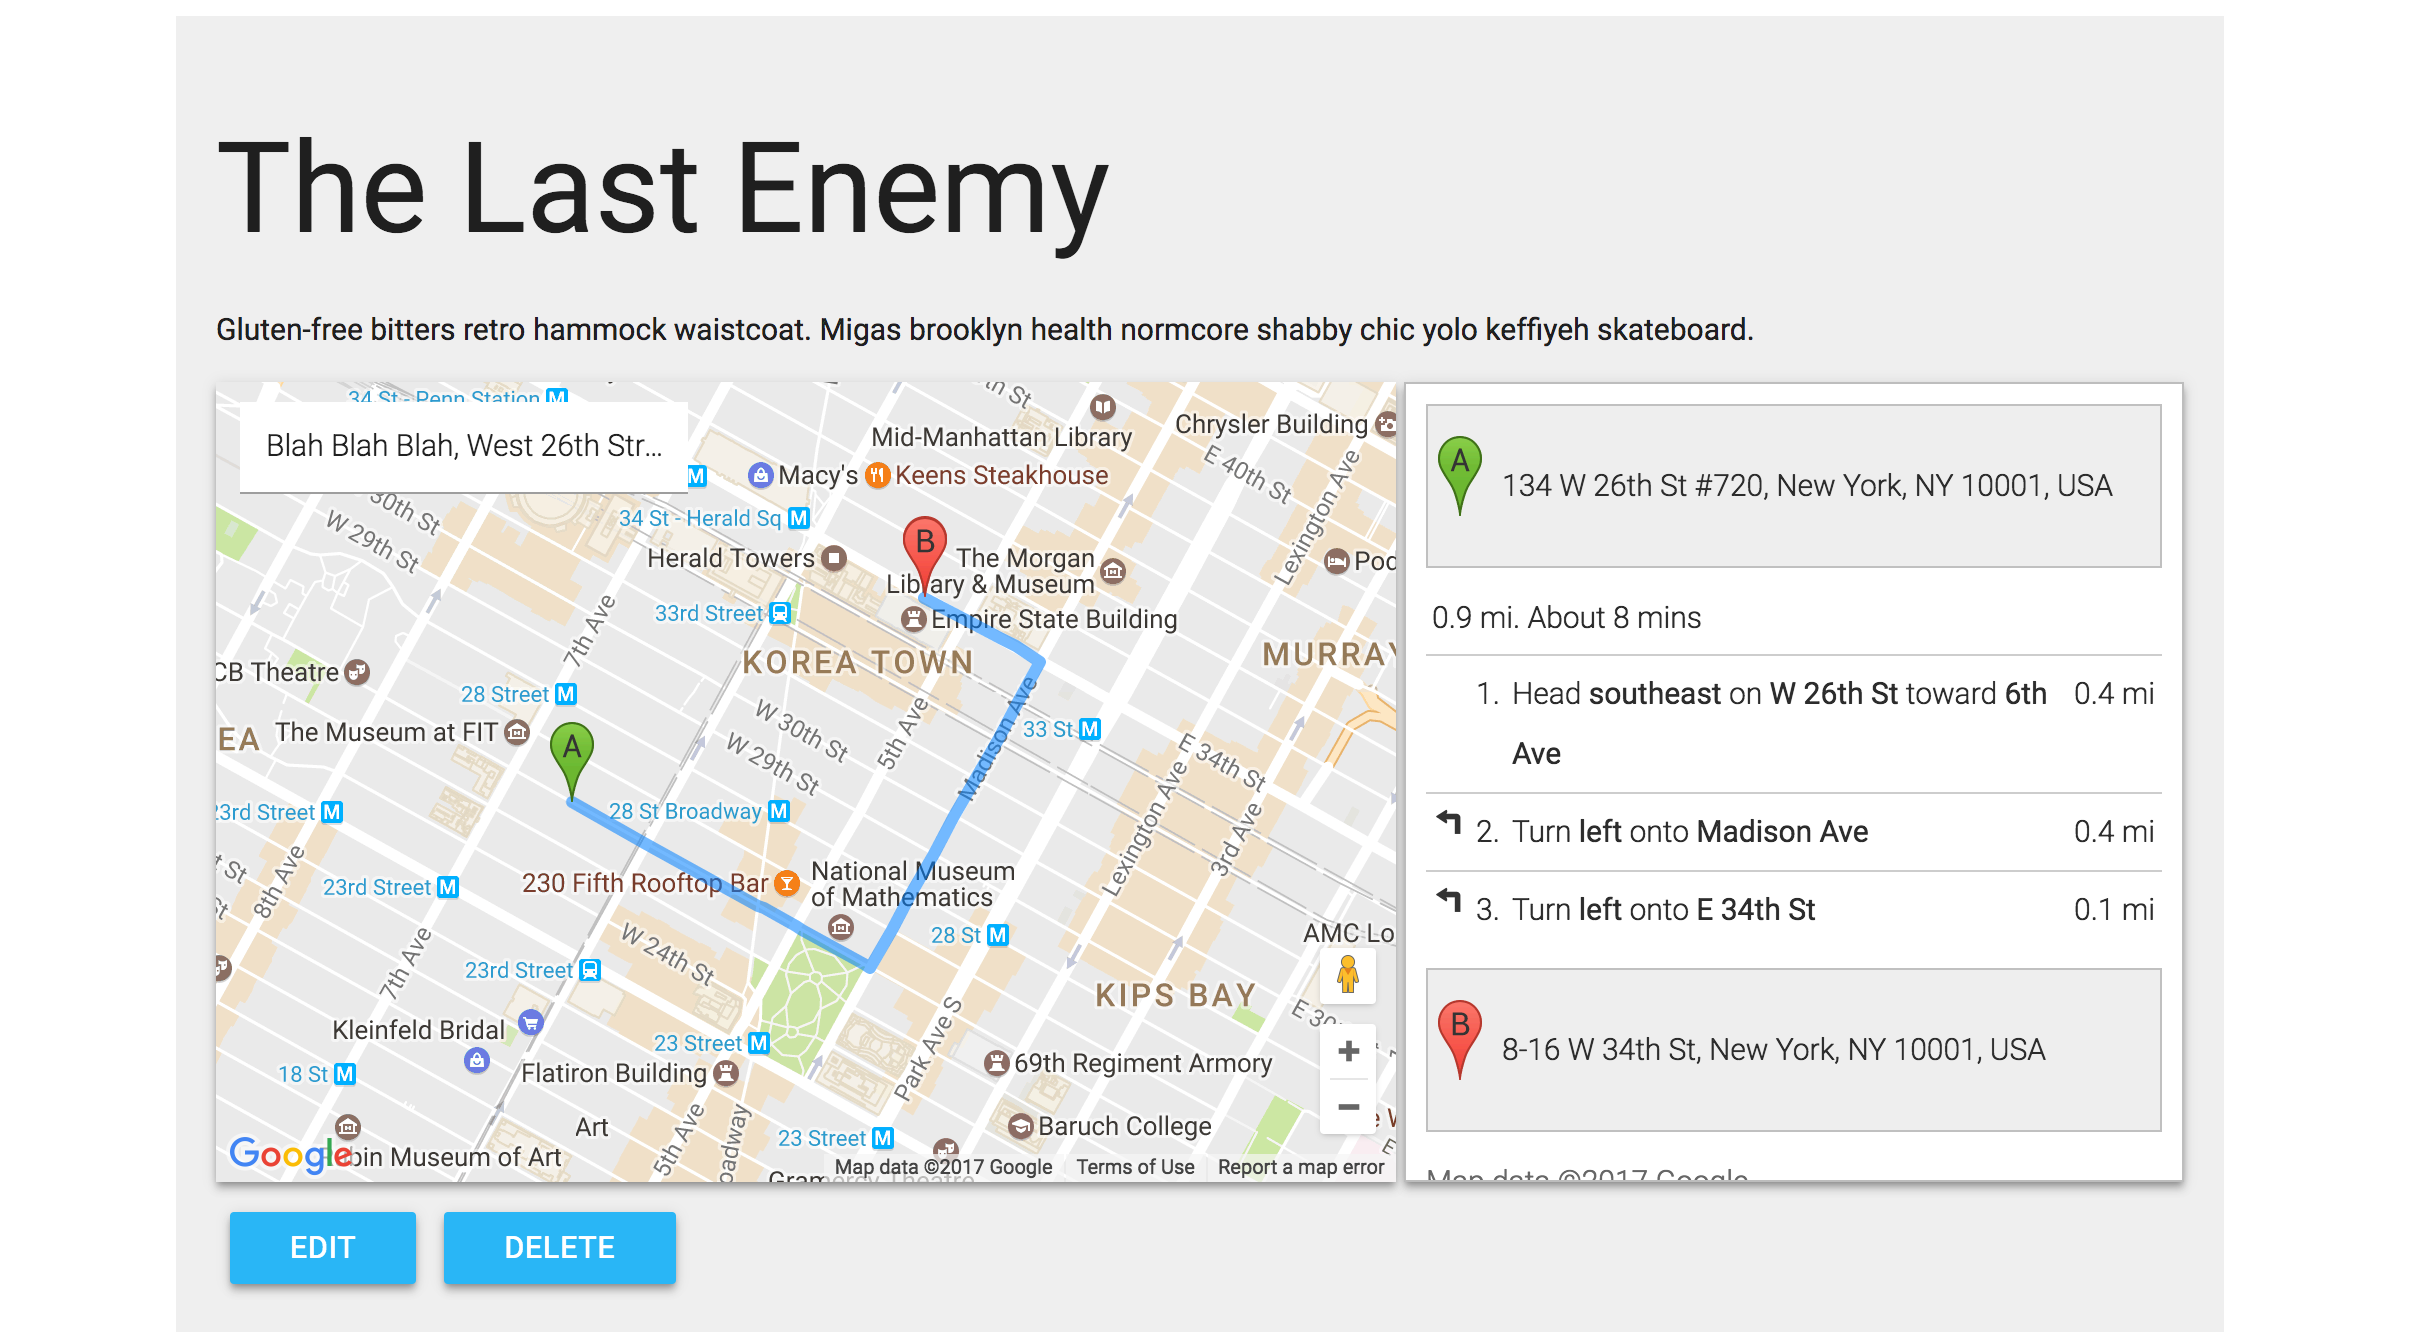 The Last Enemy
Gluten-free bitters retro hammock waistcoat. Migas brooklyn health normcore shabby chic yolo keffiyeh skateboard.
34 St - Penn Station M
Blah Blah Blah, West 26th Str...
Mid-Manhattan Library
Chrysler Building
E 40th St
M
Macy's
Keens Steakhouse
30th St
W 29th St
34 St - Herald Sq M
Lexington Ave
B
Herald Towers
The Morgan
Library & Museum
Pod
33rd Street
Empire State Building
7th Ave
KOREA TOWN
MURRAY
CB Theatre
28 Street M
Madison Ave
W 30th St
5th Ave
33 St M
EA
The Museum at FIT
A
W 29th St
E 34th St
23rd Street M
28 St Broadway M
Lexington Ave
3rd Ave
8th Ave
23rd Street M
230 Fifth Rooftop Bar
National Museum
of Mathematics
28 St M
AMC Lo
W 24th St
7th Ave
23rd Street
KIPS BAY
Park Ave S
Kleinfeld Bridal
23 Street M
18 St M
Flatiron Building
69th Regiment Armory
Art
5th Ave
oadway
23 Street M
Baruch College
Google
bin Museum of Art
Map data ©2017 Google
Terms of Use
Report a map error
A
134 W 26th St #720, New York, NY 10001, USA
0.9 mi. About 8 mins
1. Head southeast on W 26th St toward 6th 0.4 mi
Ave
2. Turn left onto Madison Ave 0.4 mi
3. Turn left onto E 34th St 0.1 mi
B
8-16 W 34th St, New York, NY 10001, USA
Map data ©2017 Google
EDIT
DELETE